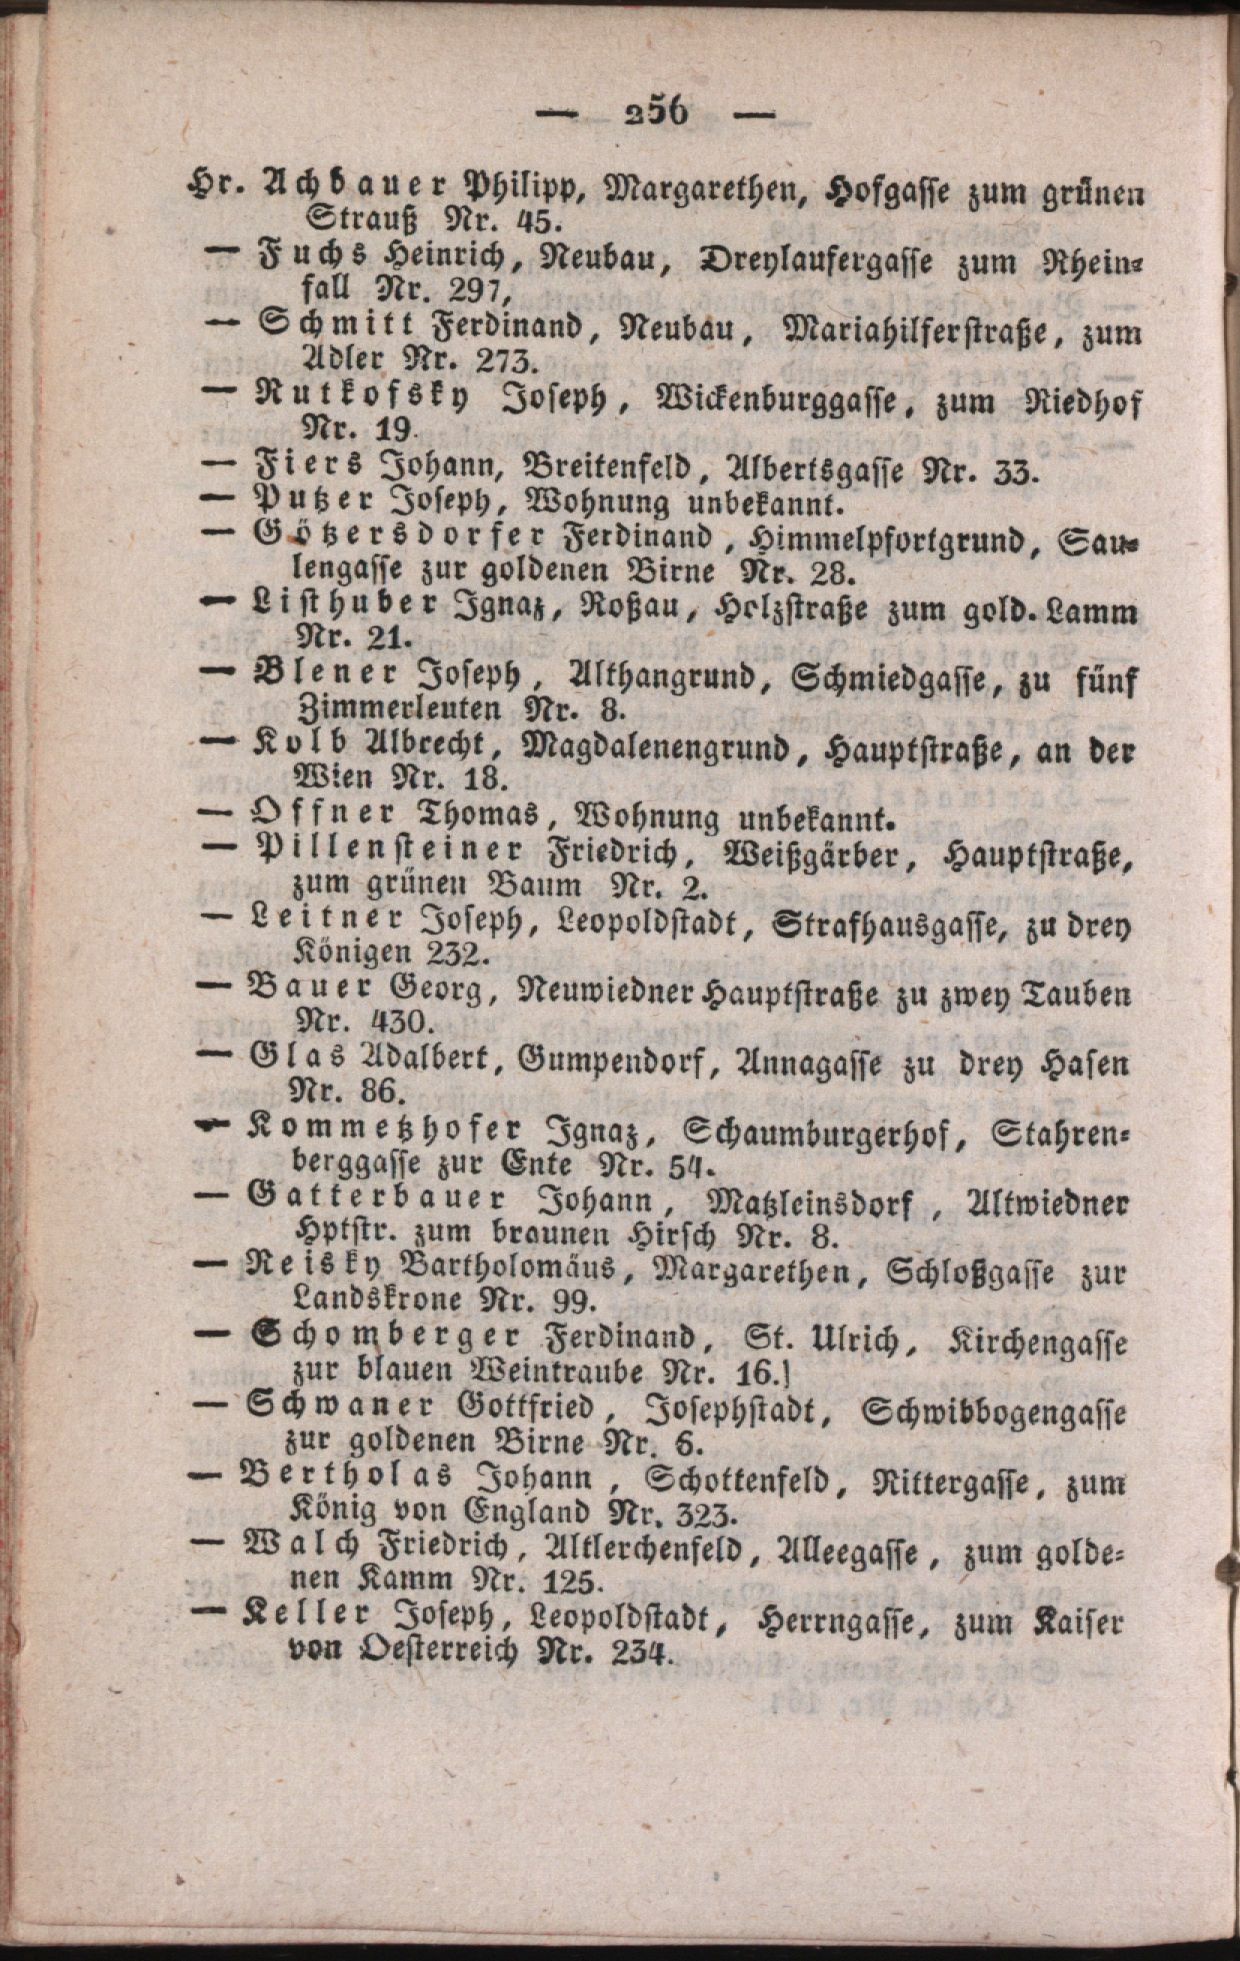 — 256 —
Hr. Achbauer Philipp, Margarethen, Hofgasse zum grünen
Strauß Nr. 45.
— Fuchs Heinrich, Neubau, Dreylaufergasse zum Rhein-
fall Nr. 297,
— Schmitt Ferdinand, Neubau, Mariahilferstraße, zum
Adler Nr. 273.
— Rutkofsky Joseph, Wickenburggasse, zum Riedhof
Nr. 19.
— Fiers Johann, Breitenfeld, Albertsgasse Nr. 33.
— Putzer Joseph, Wohnung unbekannt.
— Götzersdorfer Ferdinand, Himmelpfortgrund, Sau-
lengasse zur goldenen Birne Nr. 28.
— Listhuber Ignaz, Roßau, Holzstraße zum gold. Lamm
Nr. 21.
— Blener Joseph, Althangrund, Schmiedgasse, zu fünf
Zimmerleuten Nr. 8.
— Kolb Albrecht, Magdalenengrund, Hauptstraße, an der
Wien Nr. 18.
— Offner Thomas, Wohnung unbekannt.
— Pillensteiner Friedrich, Weißgärber, Hauptstraße,
zum grünen Baum Nr. 2.
— Leitner Joseph, Leopoldstadt, Strafhausgasse, zu drey
Königen 232.
— Bauer Georg, Neuwiedner Hauptstraße zu zwey Tauben
Nr. 430.
— Glas Adalbert, Gumpendorf, Annagasse zu drey Hasen
Nr. 86.
— Kommetzhofer Ignaz, Schaumburgerhof, Stahren-
berggasse zur Ente Nr. 54.
— Gatterbauer Johann, Matzleinsdorf, Altwiedner
Hptstr. zum braunen Hirsch Nr. 8.
— Reisky Bartholomäus, Margarethen, Schloßgasse zur
Landskrone Nr. 99.
— Schomberger Ferdinand, St. Ulrich, Kirchengasse
zur blauen Weintraube Nr. 16.)
— Schwaner Gottfried, Josephstadt, Schwibbogengasse
zur goldenen Birne Nr. 6.
— Bertholas Johann, Schottenfeld, Rittergasse, zum
König von England Nr. 323.
— Walch Friedrich, Altlerchenfeld, Alleegasse, zum golde-
nen Kamm Nr. 125.
— Keller Joseph, Leopoldstadt, Herrngasse, zum Kaiser
von Oesterreich Nr. 234.